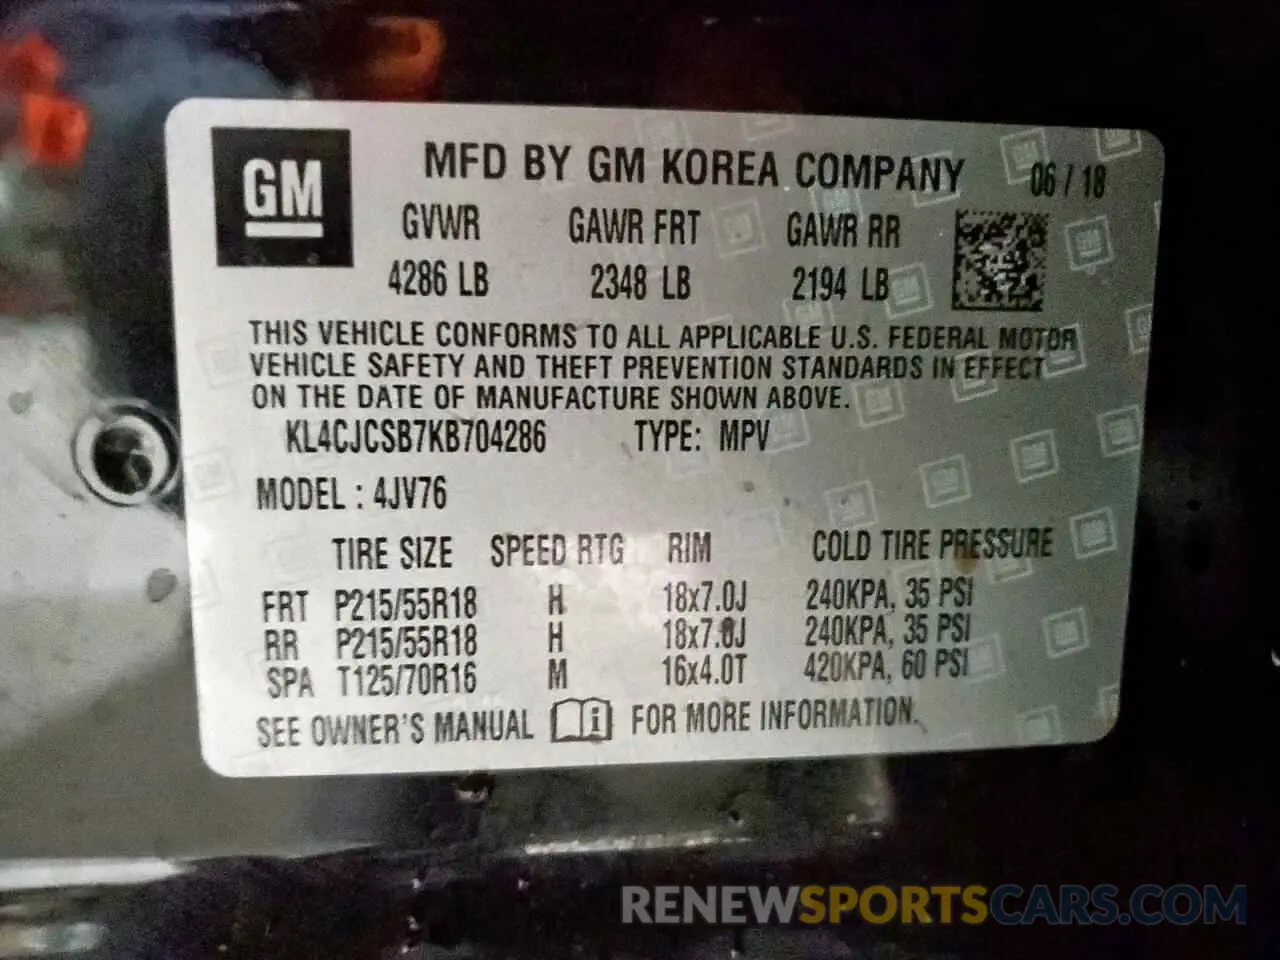 GM
MFD BY GM KOREA COMPANY 06 / 18
GVWR GAWR FRT GAWR RR
4286 LB 2348 LB 2194 LB
THIS VEHICLE CONFORMS TO ALL APPLICABLE U.S. FEDERAL MOTOR
VEHICLE SAFETY AND THEFT PREVENTION STANDARDS IN EFFECT
ON THE DATE OF MANUFACTURE SHOWN ABOVE.
KL4CJCSB7KB704286 TYPE: MPV
MODEL : 4JV76
TIRE SIZE SPEED RTG RIM COLD TIRE PRESSURE
FRT P215/55R18 H 18x7.0J 240KPA, 35 PSI
RR P215/55R18 H 18x7.0J 240KPA, 35 PSI
SPA T125/70R16 M 16x4.0T 420KPA, 60 PSI
SEE OWNER'S MANUAL i FOR MORE INFORMATION.
RENEWSPORTSCARS.COM